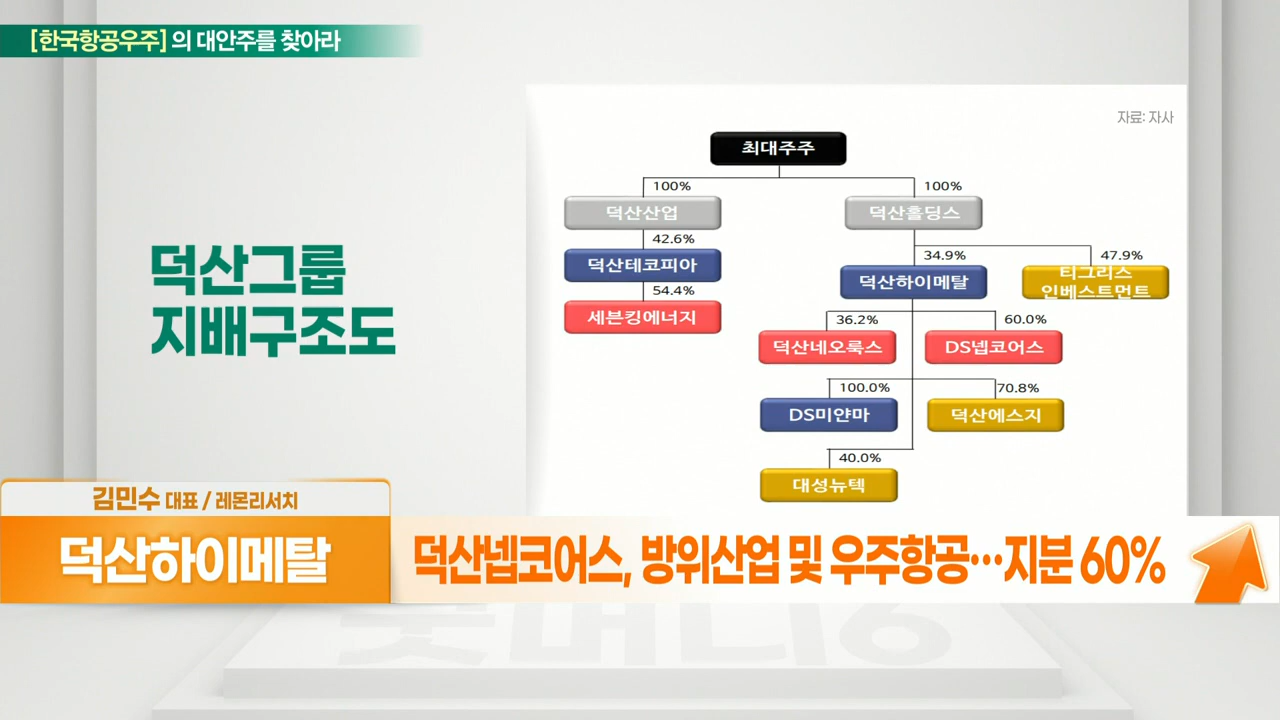 [한국항공우주]의 대안주를 찾아라
자료: 자사
덕산그룹
지배구조도
최대주주
100%
100%
덕산산업
덕산홀딩스
42.6%
34.9%
47.9%
덕산테코피아
덕산하이메탈
티그리스
인베스트먼트
54.4%
세븐킹에너지
36.2%
60.0%
덕산네오룩스
DS넵코어스
100.0%
70.8%
DS미얀마
덕산에스지
40.0%
대성뉴텍
김민수 대표 / 레몬리서치
덕산하이메탈
덕산넵코어스, 방위산업 및 우주항공…지분 60%
굿머니6